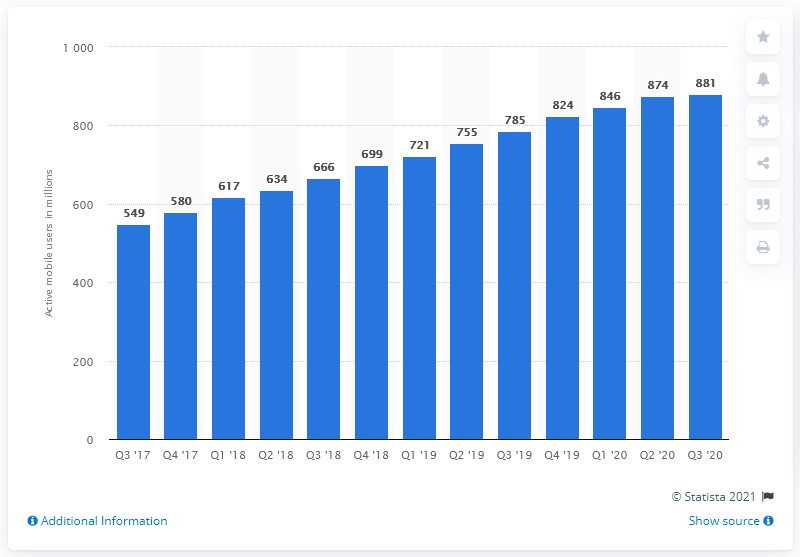 1 000
800
600
400
200
0
Active mobile users in millions
549
580
617
634
666
699
721
755
785
824
846
874
881
Q3 '17
Q4 '17
Q1 '18
Q2 '18
Q3 '18
Q4 '18
Q1 '19
Q2 '19
Q3 '19
Q4 '19
Q1 '20
Q2 '20
Q3 '20
© Statista 2021
Additional Information
Show source